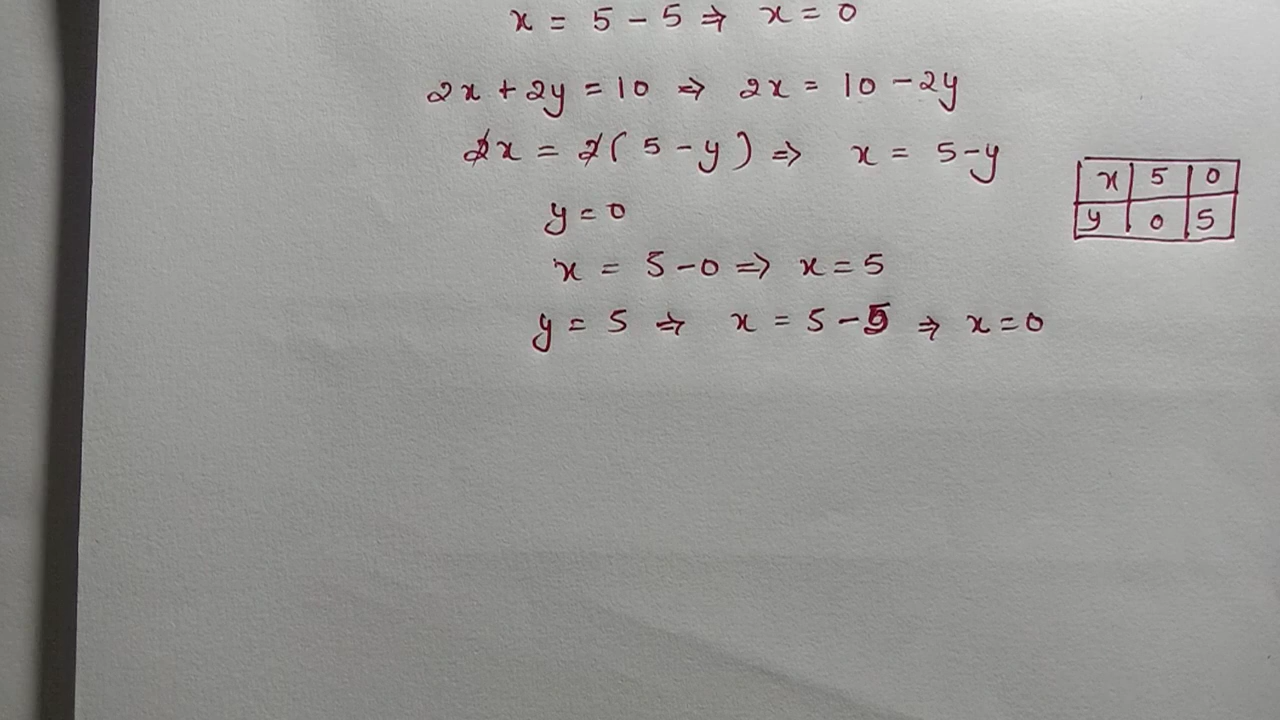 x = 5 - 5 ⇒ x = 0
2x + 2y = 10 ⇒ 2x = 10 - 2y
2x = 2( 5 - y ) ⇒ x = 5 - y
x 5 0
y 0 5
y = 0
x = 5 - 0 ⇒ x = 5
y = 5 ⇒ x = 5 - 5 ⇒ x = 0